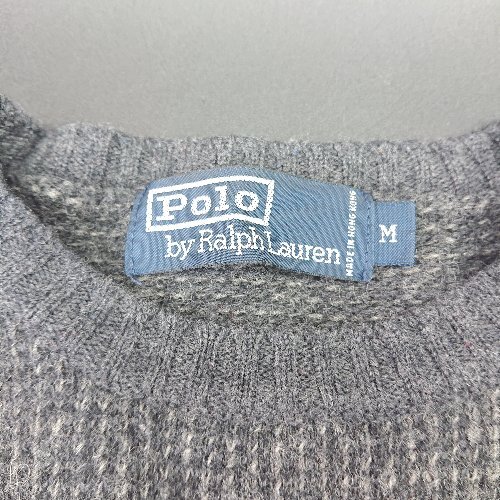 Polo
by Ralph Lauren
MADE IN HONG KONG
M